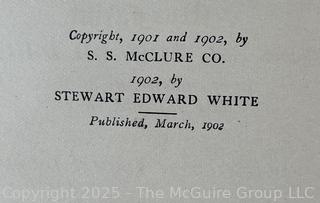 Copyright, 1901 and 1902, by
S. S. McCLURE CO.
1902, by
STEWART EDWARD WHITE
Published, March, 1902
Copyright 2025 - The McGuire Group LLC